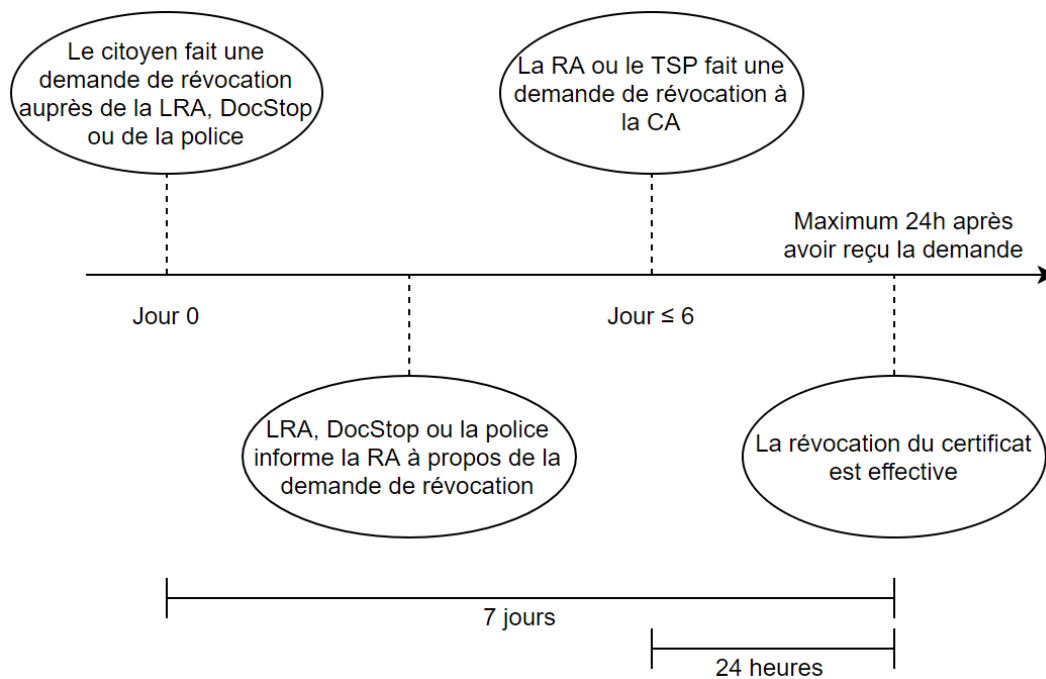 Le citoyen fait une
demande de révocation
auprès de la LRA, DocStop
ou de la police
La RA ou le TSP fait une
demande de révocation à
la CA
Maximum 24h après
avoir reçu la demande
Jour 0
Jour ≤ 6
LRA, DocStop ou la police
informe la RA à propos de la
demande de révocation
La révocation du certificat
est effective
7 jours
24 heures